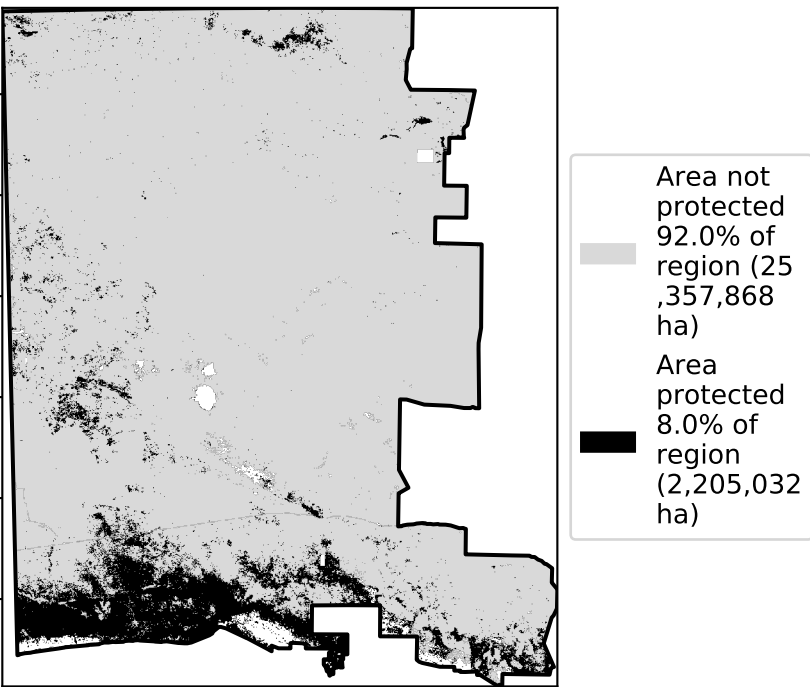 Area not
protected
92.0% of
region (25
,357,868
ha)
Area
protected
8.0% of
region
(2,205,032
ha)